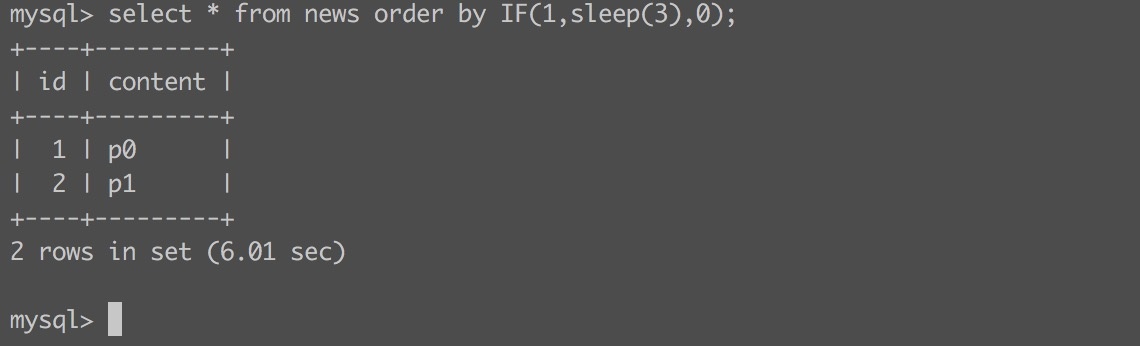 mysql> select * from news order by IF(1,sleep(3),0);
+----+---------+
| id | content |
+----+---------+
|  1 | p0      |
|  2 | p1      |
+----+---------+
2 rows in set (6.01 sec)
mysql>